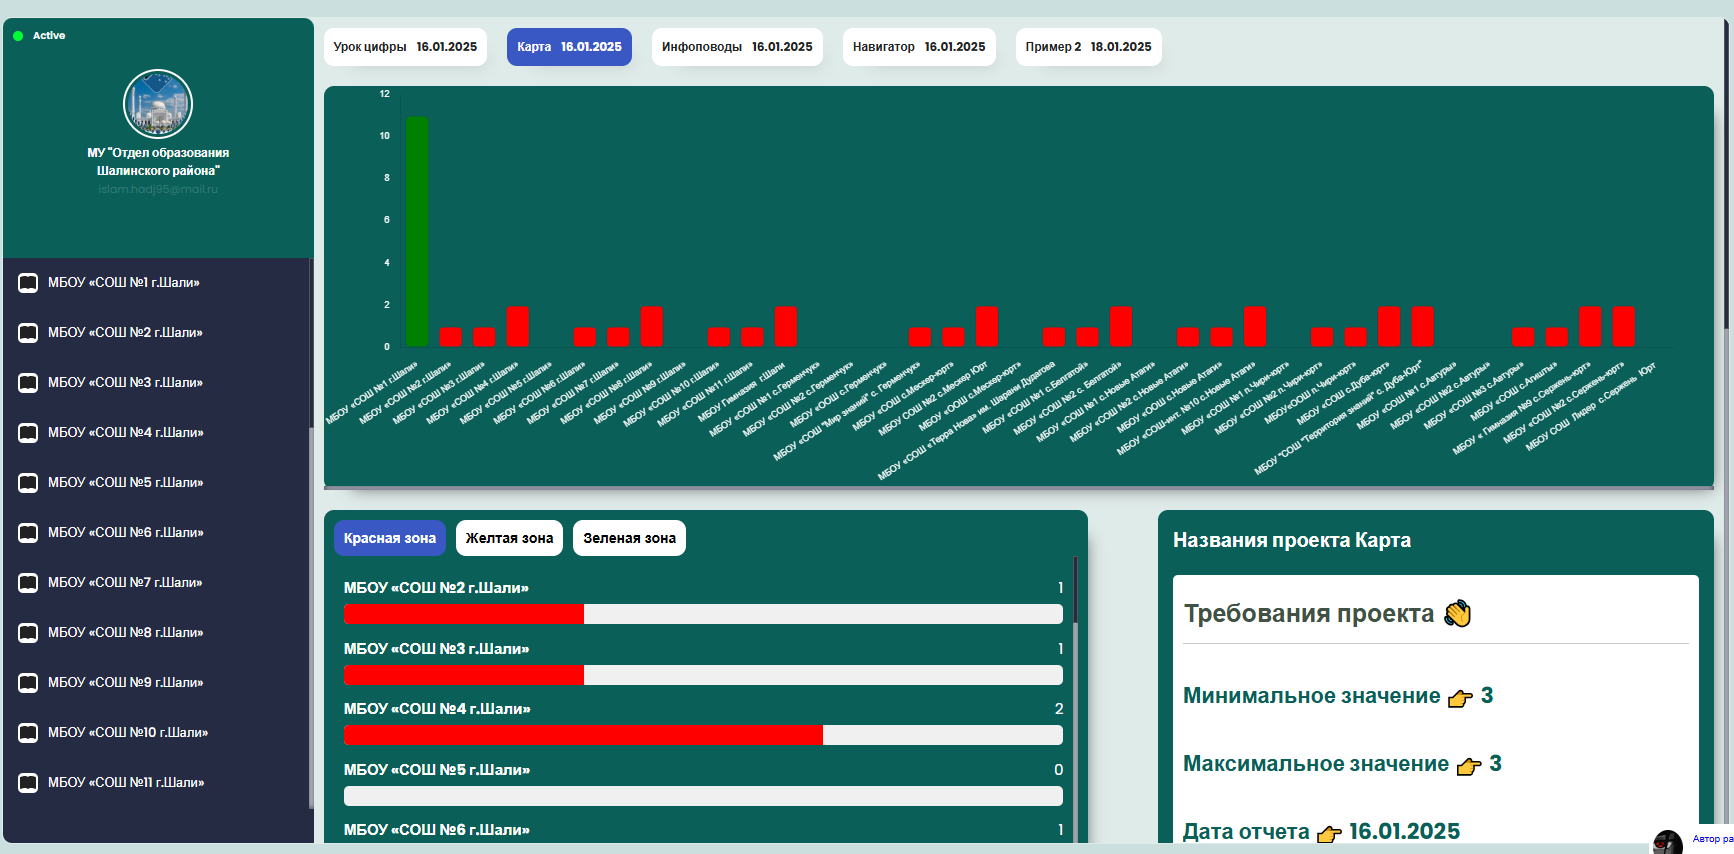 Active
МУ "Отдел образования
Шалинского района"
islam.hadj95@mail.ru
МБОУ «СОШ №1 г.Шали»
МБОУ «СОШ №2 г.Шали»
МБОУ «СОШ №3 г.Шали»
МБОУ «СОШ №4 г.Шали»
МБОУ «СОШ №5 г.Шали»
МБОУ «СОШ №6 г.Шали»
МБОУ «СОШ №7 г.Шали»
МБОУ «СОШ №8 г.Шали»
МБОУ «СОШ №9 г.Шали»
МБОУ «СОШ №10 г.Шали»
МБОУ «СОШ №11 г.Шали»
Урок цифры 16.01.2025
Карта 16.01.2025
Инфоповоды 16.01.2025
Навигатор 16.01.2025
Пример 2 18.01.2025
12
10
8
6
4
2
0
МБОУ «СОШ №1 г.Шали»
МБОУ «СОШ №2 г.Шали»
МБОУ «СОШ №3 г.Шали»
МБОУ «СОШ №4 г.Шали»
МБОУ «СОШ №5 г.Шали»
МБОУ «СОШ №6 г.Шали»
МБОУ «СОШ №7 г.Шали»
МБОУ «СОШ №8 г.Шали»
МБОУ «СОШ №9 г.Шали»
МБОУ «СОШ №10 г.Шали»
МБОУ «СОШ №11 г.Шали»
МБОУ Гимназия г.Шали
МБОУ «СОШ №1 с.Герменчук»
МБОУ «СОШ №2 с.Герменчук»
МБОУ «ООШ с.Герменчук»
МБОУ «СОШ "Мир знаний" с. Герменчук»
МБОУ «СОШ с.Мескер-юрт»
МБОУ «СОШ №2 с.Мескер Юрт
МБОУ «ООШ с.Мескер-юрт»
МБОУ «СОШ «Терра Нова» им. Шарани Дудагова
МБОУ «СОШ №1 с.Белгатой»
МБОУ «СОШ №2 с. Белгатой»
МБОУ «СОШ №1 с.Новые Атаги»
МБОУ «СОШ №2 с.Новые Атаги»
МБОУ «ООШ с.Новые Атаги»
МБОУ «СОШ-инт. №10 с.Новые Атаги»
МБОУ «СОШ №1 п.Чири-юрт»
МБОУ «СОШ №2 п.Чири-юрт»
МБОУ«ООШ п.Чири-юрт»
МБОУ «СОШ с.Дуба-юрт»
МБОУ "СОШ "Территория знаний" с. Дуба-Юрт"
МБОУ «СОШ №1 с.Автуры»
МБОУ «СОШ №2 с.Автуры»
МБОУ «СОШ №3 с.Автуры»
МБОУ «СОШ с.Агишты»
МБОУ « Гимназия №9 с.Сержень-юрт»
МБОУ «СОШ №2 с.Сержень-юрт»
МБОУ СОШ Лидер с.Сержень Юрт
Красная зона
Желтая зона
Зеленая зона
МБОУ «СОШ №2 г.Шали» 1
МБОУ «СОШ №3 г.Шали» 1
МБОУ «СОШ №4 г.Шали» 2
МБОУ «СОШ №5 г.Шали» 0
МБОУ «СОШ №6 г.Шали» 1
Названия проекта Карта
Требования проекта
Минимальное значение 3
Максимальное значение 3
Дата отчета 16.01.2025
Автор ра